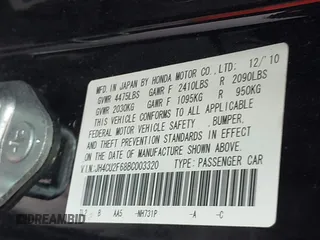 MFD. IN JAPAN BY HONDA MOTOR CO., LTD. 12/'10
GVWR 4475LBS GAWR F 2410LBS R 2090LBS
GVWR 2030KG GAWR F 1095KG R 950KG
THIS VEHICLE CONFORMS TO ALL APPLICABLE
FEDERAL MOTOR VEHICLE SAFETY, BUMPER,
AND THEFT PREVENTION STANDARDS IN EFFECT
ON THE DATE OF MANUFACTURE SHOWN ABOVE.
V.I.N.:JH4CU2F68BC003320 TYPE: PASSENGER CAR
B AA5 -NH731P -A -C
DREAMBID